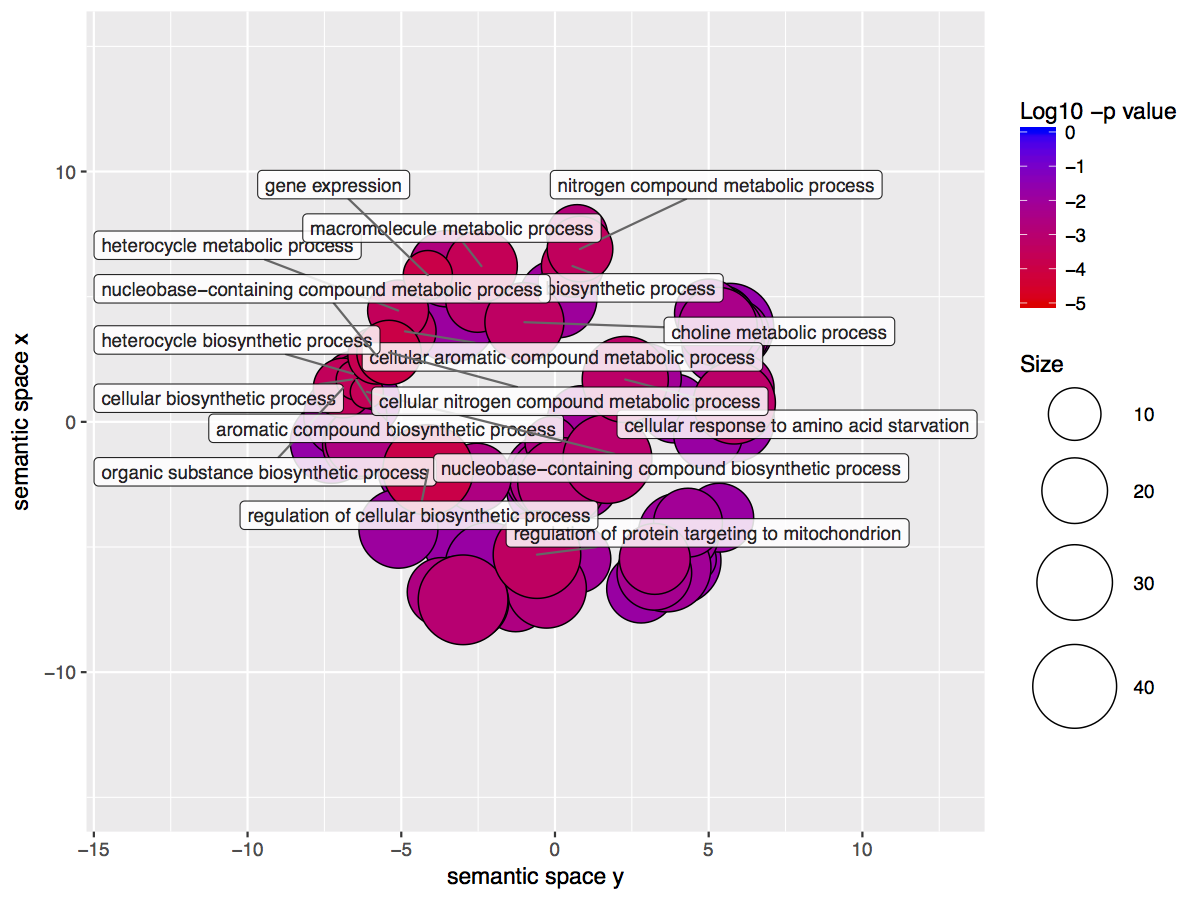 Log10 −p value
0
−1
−2
−3
−4
−5
Size
10
20
30
40
semantic space x
10
0
−10
gene expression
nitrogen compound metabolic process
macromolecule metabolic process
heterocycle metabolic process
nucleobase−containing compound metabolic process
biosynthetic process
choline metabolic process
heterocycle biosynthetic process
cellular aromatic compound metabolic process
cellular biosynthetic process
cellular nitrogen compound metabolic process
cellular response to amino acid starvation
aromatic compound biosynthetic process
organic substance biosynthetic process
nucleobase−containing compound biosynthetic process
regulation of cellular biosynthetic process
regulation of protein targeting to mitochondrion
−15
−10
−5
0
5
10
semantic space y